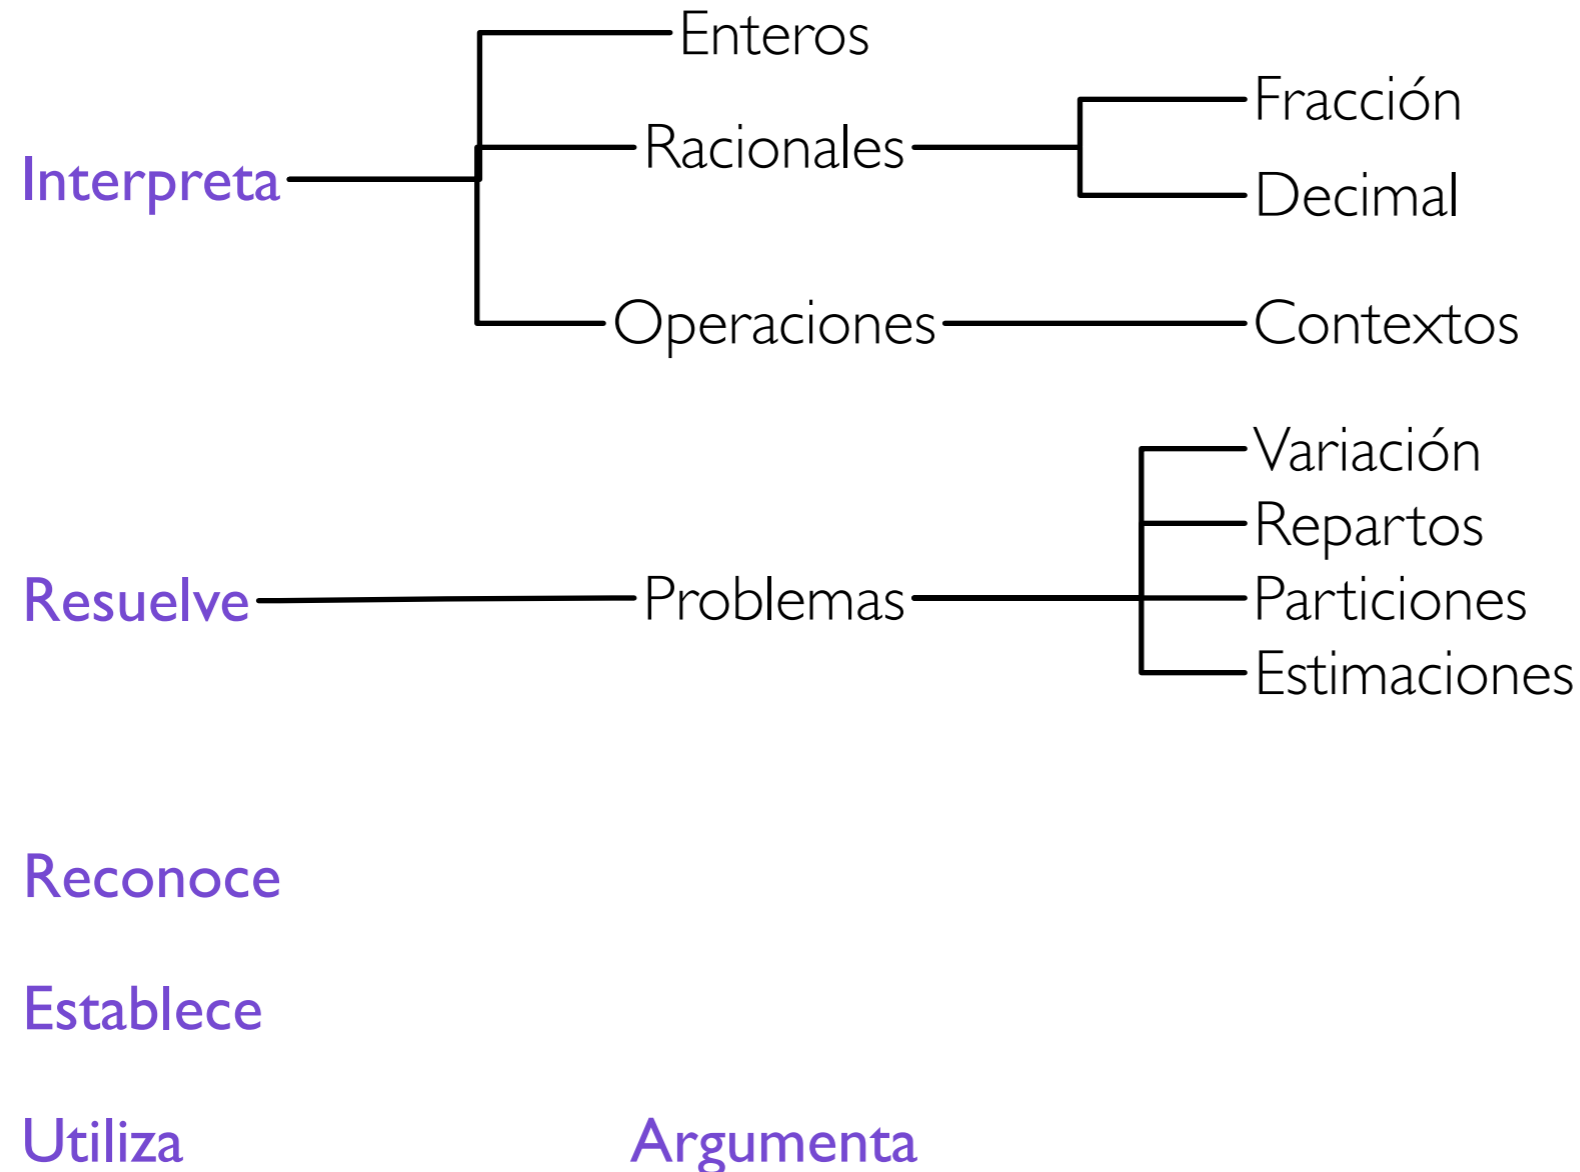 Enteros
Fracción
Interpreta
Racionales
Decimal
Operaciones
Contextos
Variación
Repartos
Resuelve
Problemas
Particiones
Estimaciones
Reconoce
Establece
Utiliza
Argumenta